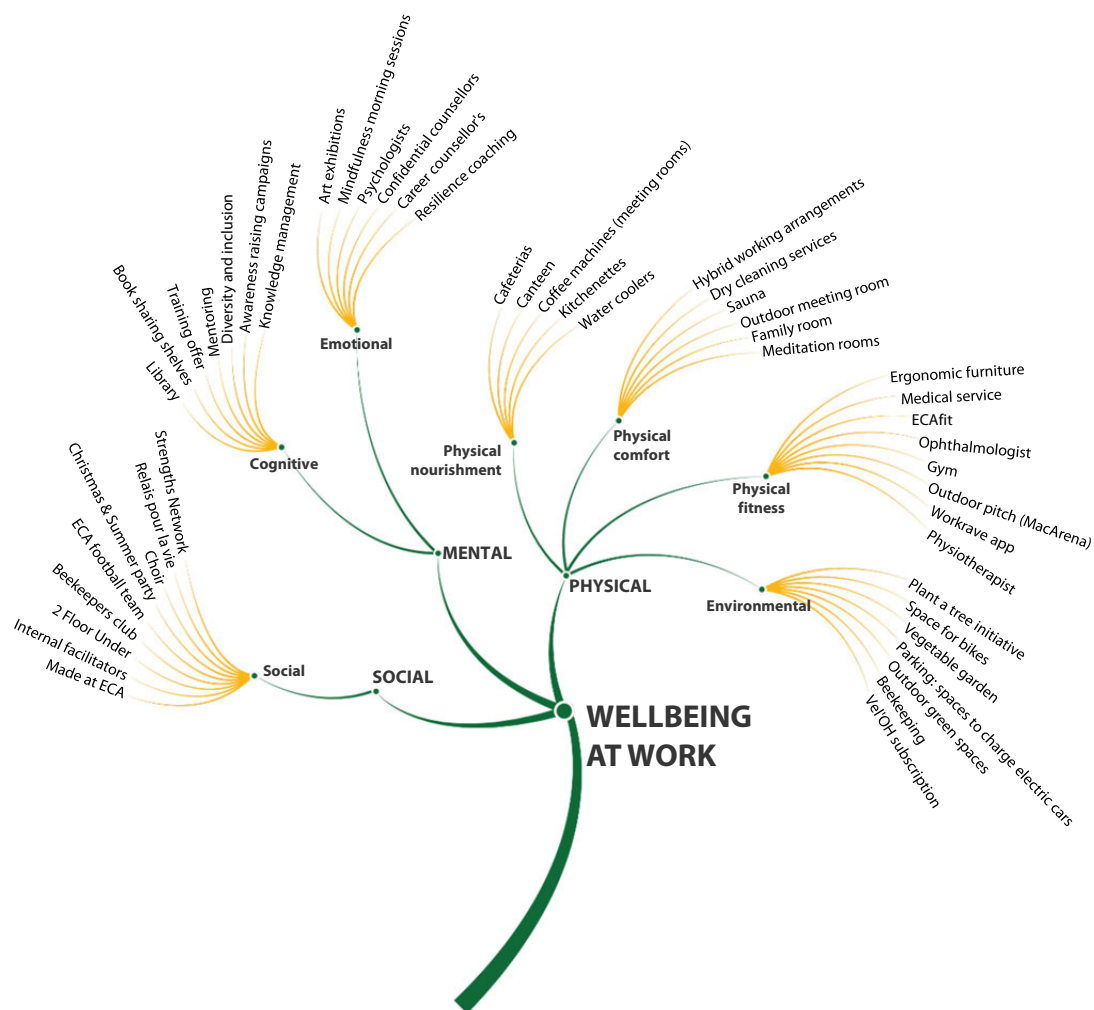 WELLBEING
AT WORK
SOCIAL
Social
Strengths Network
Relais pour la vie
Choir
Christmas & Summer party
ECA football team
Beekeepers club
2 Floor Under
Internal facilitators
Made at ECA
MENTAL
Cognitive
Library
Book sharing shelves
Training offer
Mentoring
Diversity and inclusion
Awareness raising campaigns
Knowledge management
Emotional
Art exhibitions
Mindfulness morning sessions
Psychologists
Confidential counsellors
Career counsellor's
Resilience coaching
PHYSICAL
Physical
nourishment
Cafeterias
Canteen
Coffee machines (meeting rooms)
Kitchenettes
Water coolers
Physical
comfort
Hybrid working arrangements
Dry cleaning services
Sauna
Outdoor meeting room
Family room
Meditation rooms
Physical
fitness
Ergonomic furniture
Medical service
ECAfit
Ophthalmologist
Gym
Outdoor pitch (MacArena)
Workrave app
Physiotherapist
Environmental
Plant a tree initiative
Space for bikes
Vegetable garden
Parking: spaces to charge electric cars
Outdoor green spaces
Beekeeping
Vel'OH subscription